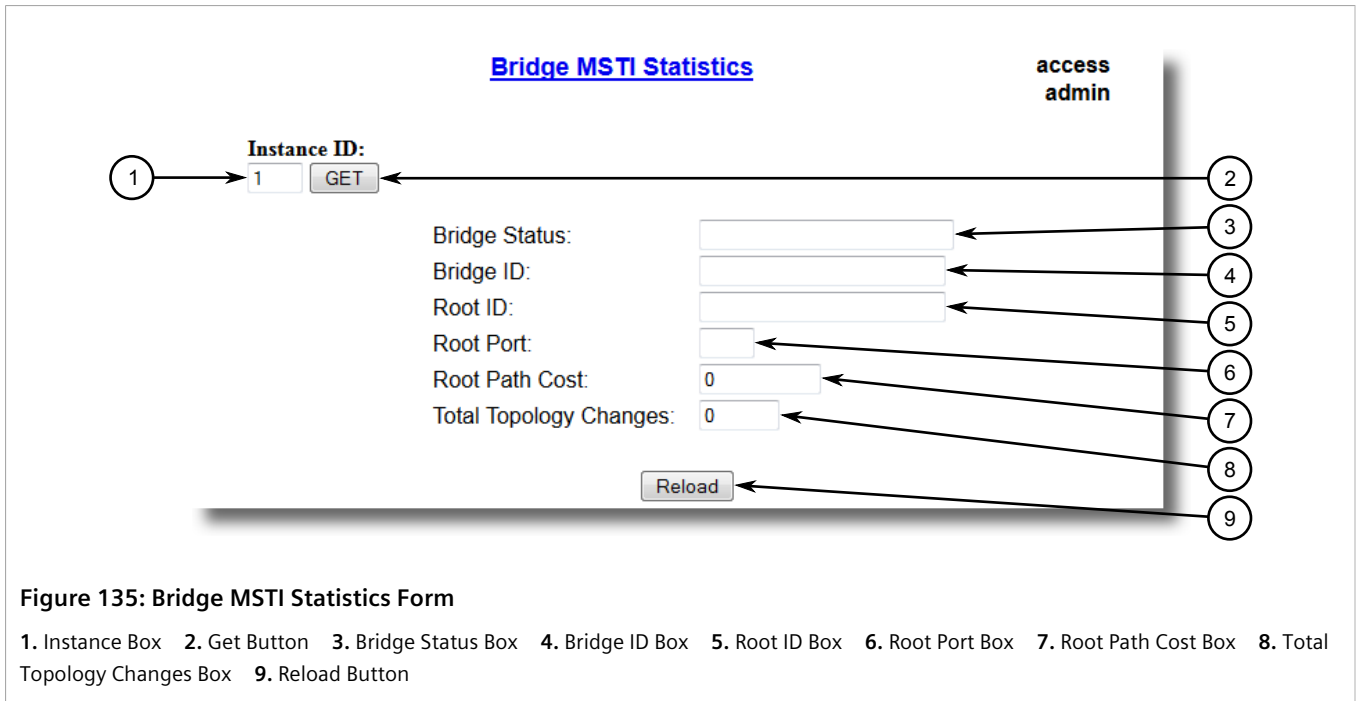 Bridge MSTI Statistics
access
admin
Instance ID:
1
1
GET
2
Bridge Status:
3
Bridge ID:
4
Root ID:
5
Root Port:
6
Root Path Cost:
0
7
Total Topology Changes:
0
8
Reload
9
Figure 135: Bridge MSTI Statistics Form
1. Instance Box 2. Get Button 3. Bridge Status Box 4. Bridge ID Box 5. Root ID Box 6. Root Port Box 7. Root Path Cost Box 8. Total
Topology Changes Box 9. Reload Button